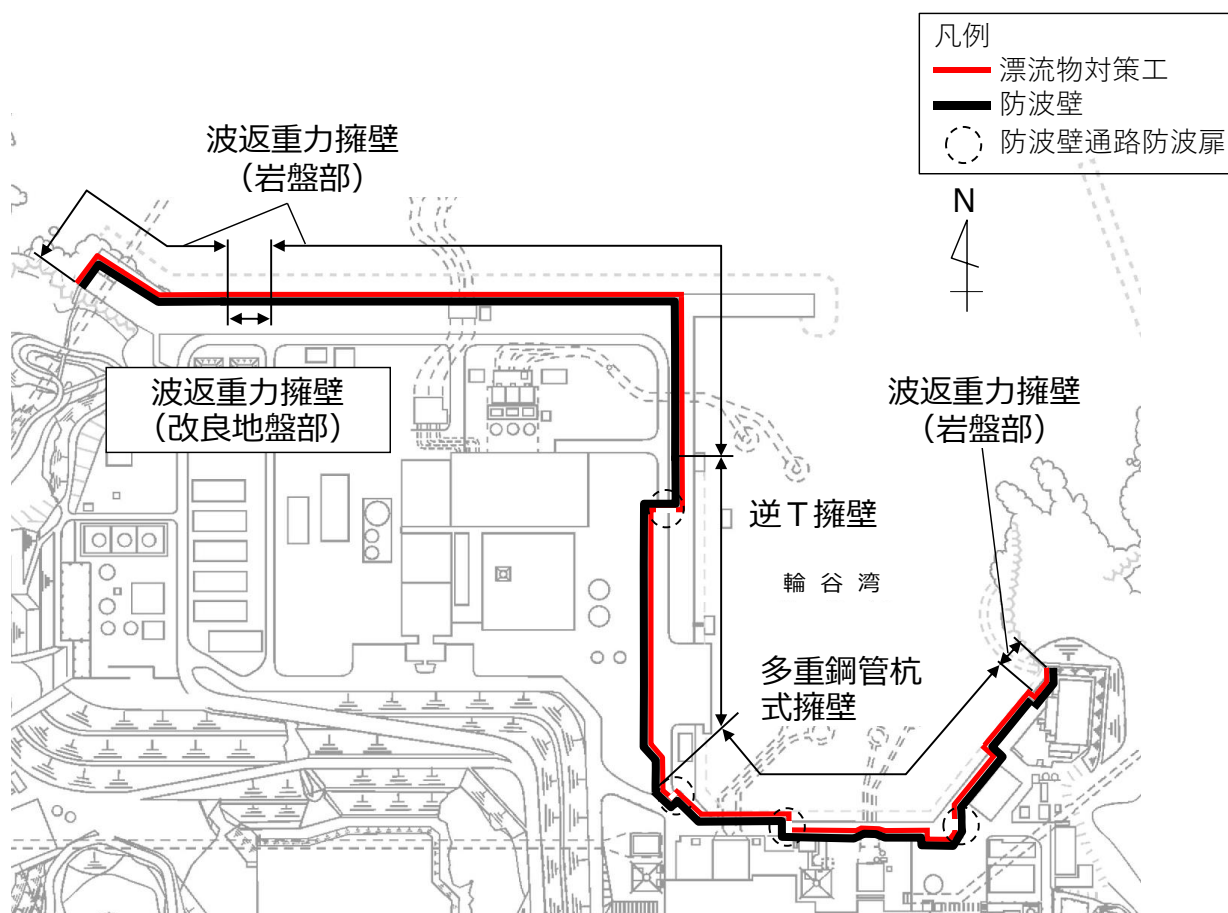 凡例
漂流物対策工
防波壁
防波壁通路防波扉
N
波返重力擁壁
（岩盤部）
波返重力擁壁
（改良地盤部）
波返重力擁壁
（岩盤部）
逆Ｔ擁壁
輪谷湾
多重鋼管杭
式擁壁